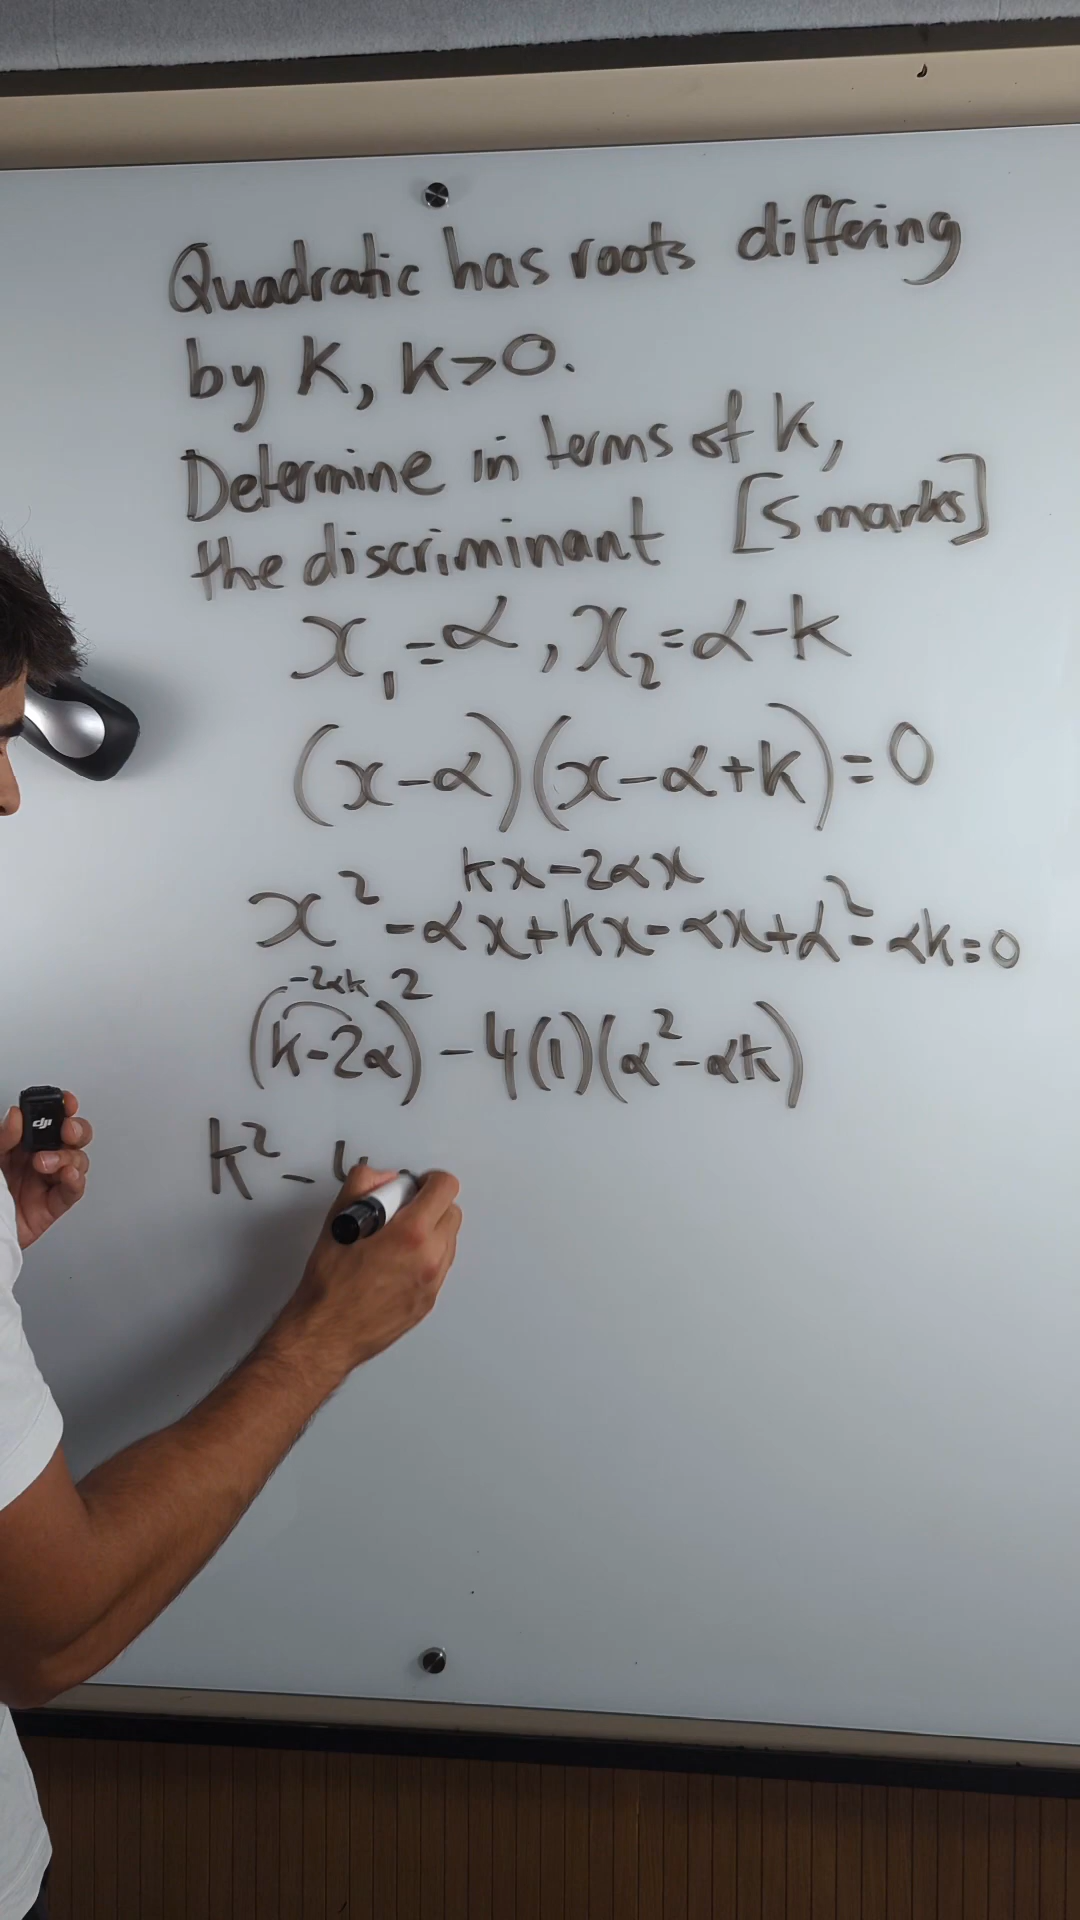 Quadratic has roots differing
by K, K>0.
Determine in terms of K,
the discriminant [5 marks]
x₁=α, x₂=α-k
(x-α)(x-α+k)=0
kx-2αx
x²-αx+kx-αx+α²-αk=0
-2αk
(k-2α)²-4(1)(α²-αk)
k²-4
dji